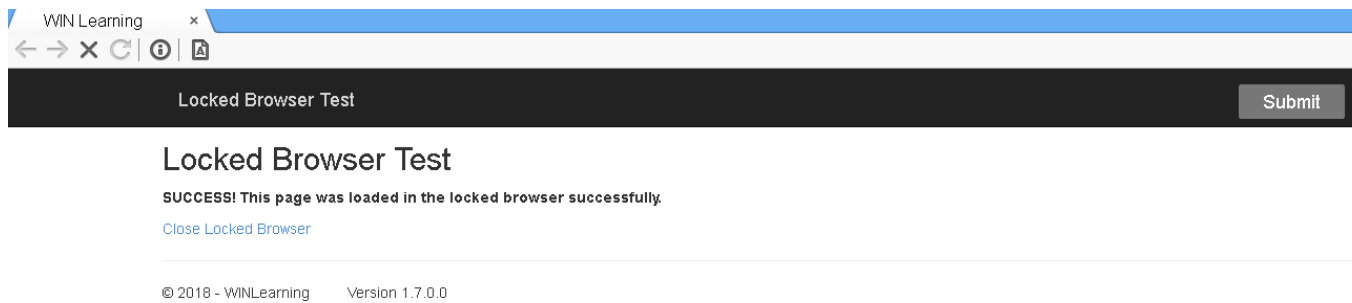 WIN Learning
Locked Browser Test
Submit
Locked Browser Test
SUCCESS! This page was loaded in the locked browser successfully.
Close Locked Browser
© 2018 - WINLearning Version 1.7.0.0